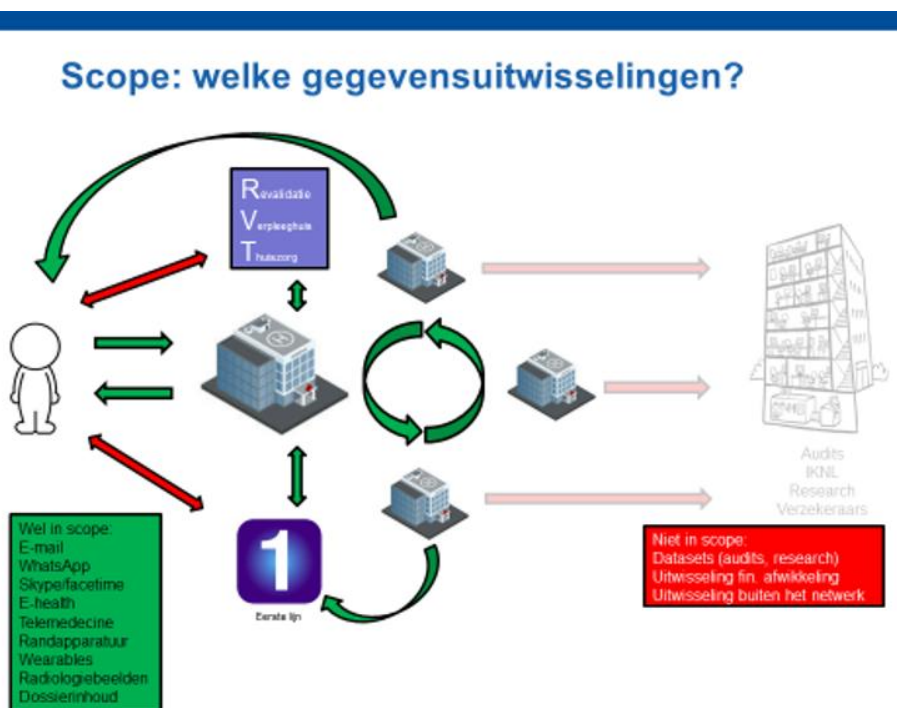 Scope: welke gegevensuitwisselingen?
Revalidatie
Verpleeghuis
Thuiszorg
Audits
IKNL
Research
Verzekeraars
Wel in scope:
E-mail
WhatsApp
Skype/facetime
E-health
Telemedecine
Randapparatuur
Wearables
Radiologiebeelden
Dossierinhoud
1
Eerste lijn
Niet in scope:
Datasets (audits, research)
Uitwisseling fin. afwikkeling
Uitwisseling buiten het netwerk